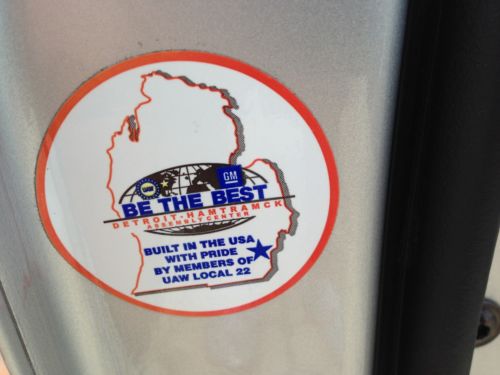 GM
UAW
BE THE BEST
DETROIT-HAMTRAMCK
ASSEMBLY CENTER
BUILT IN THE USA
WITH PRIDE
BY MEMBERS OF
UAW LOCAL 22